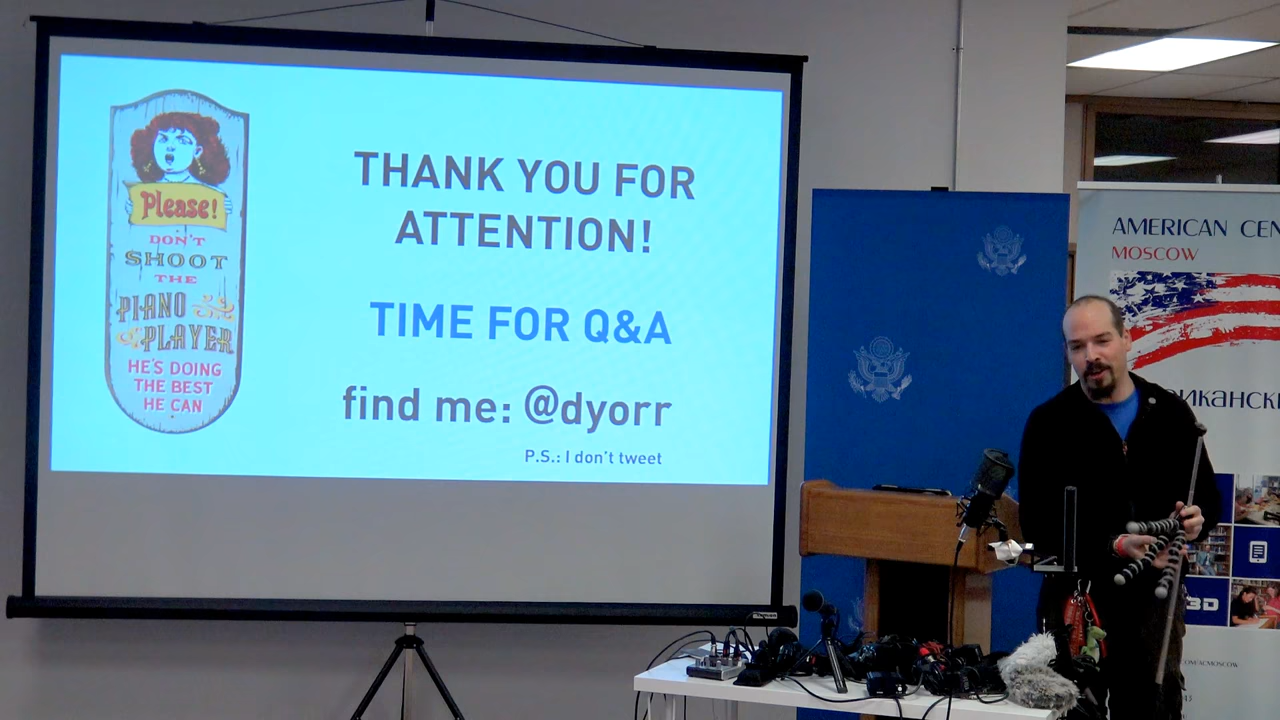 Please!
DON'T
SHOOT
THE
PIANO
PLAYER
HE'S DOING
THE BEST
HE CAN
THANK YOU FOR
ATTENTION!
TIME FOR Q&A
find me: @dyorr
P.S.: I don't tweet
AMERICAN CEN
MOSCOW
3D